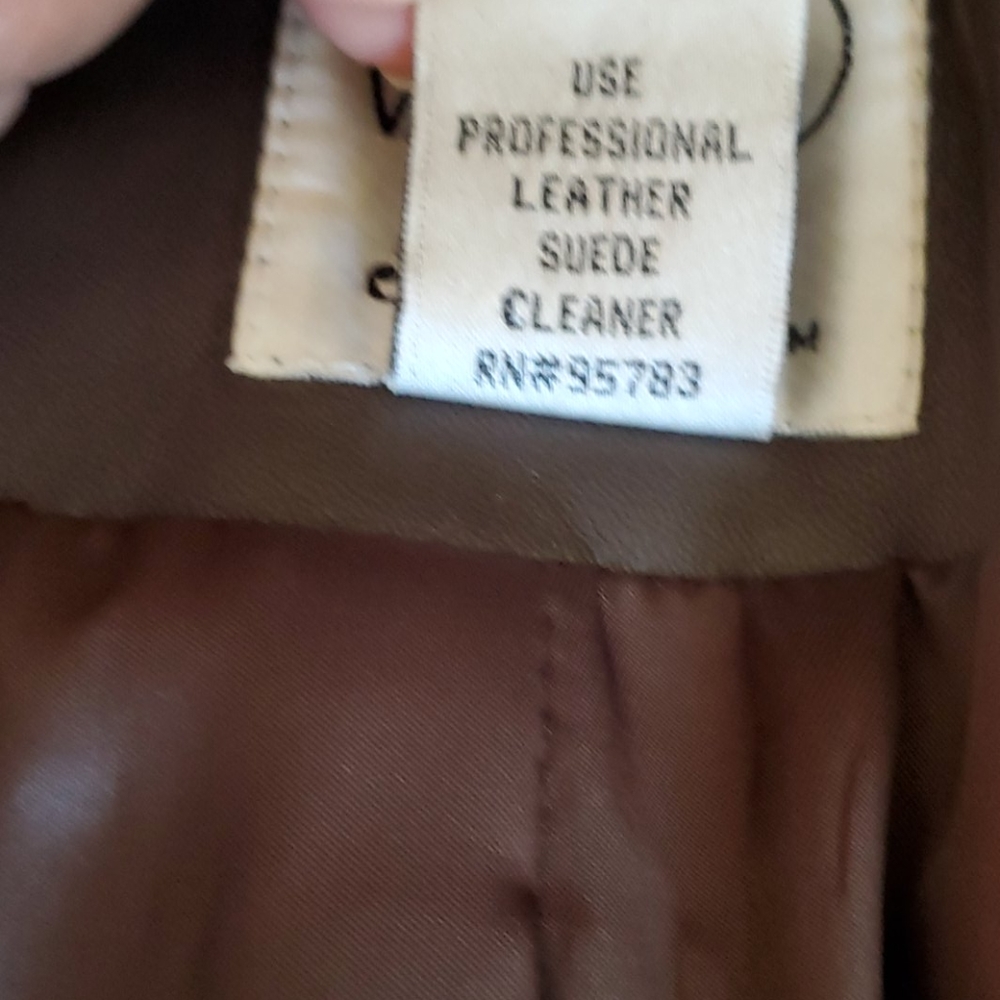 USE
PROFESSIONAL
LEATHER
SUEDE
CLEANER
RN#95783
M